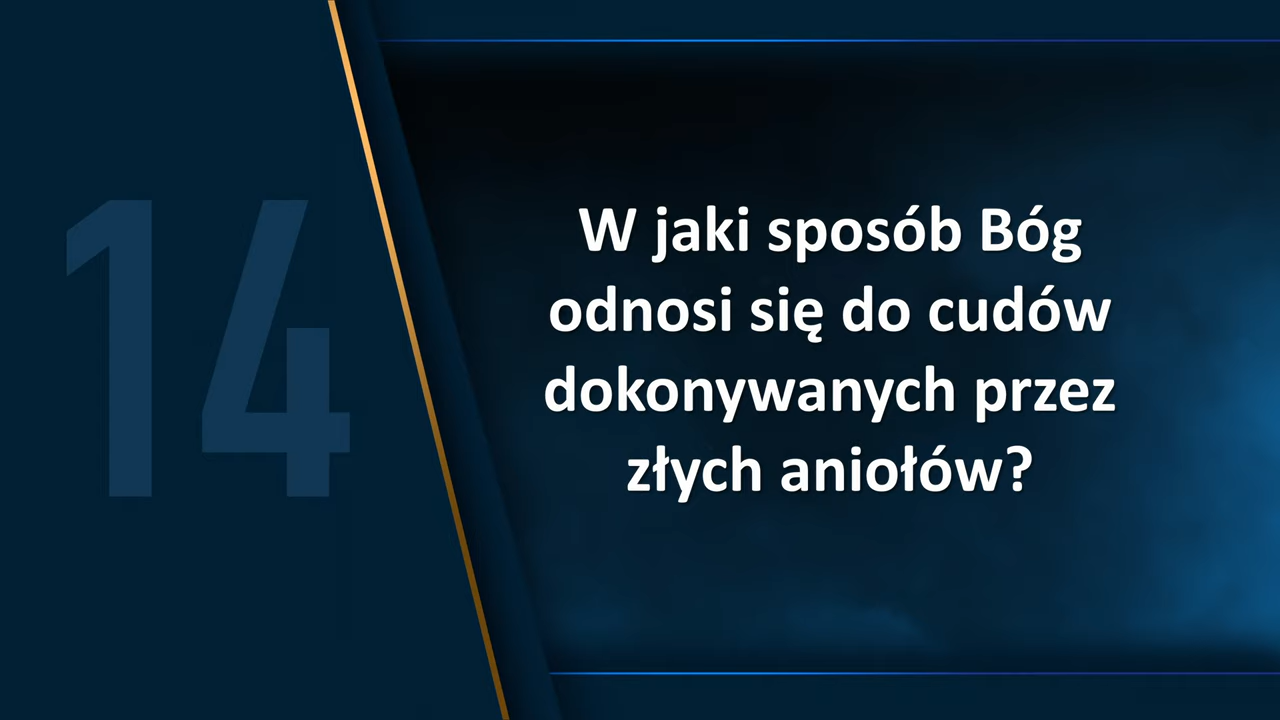 14
W jaki sposób Bóg
odnosi się do cudów
dokonywanych przez
złych aniołów?